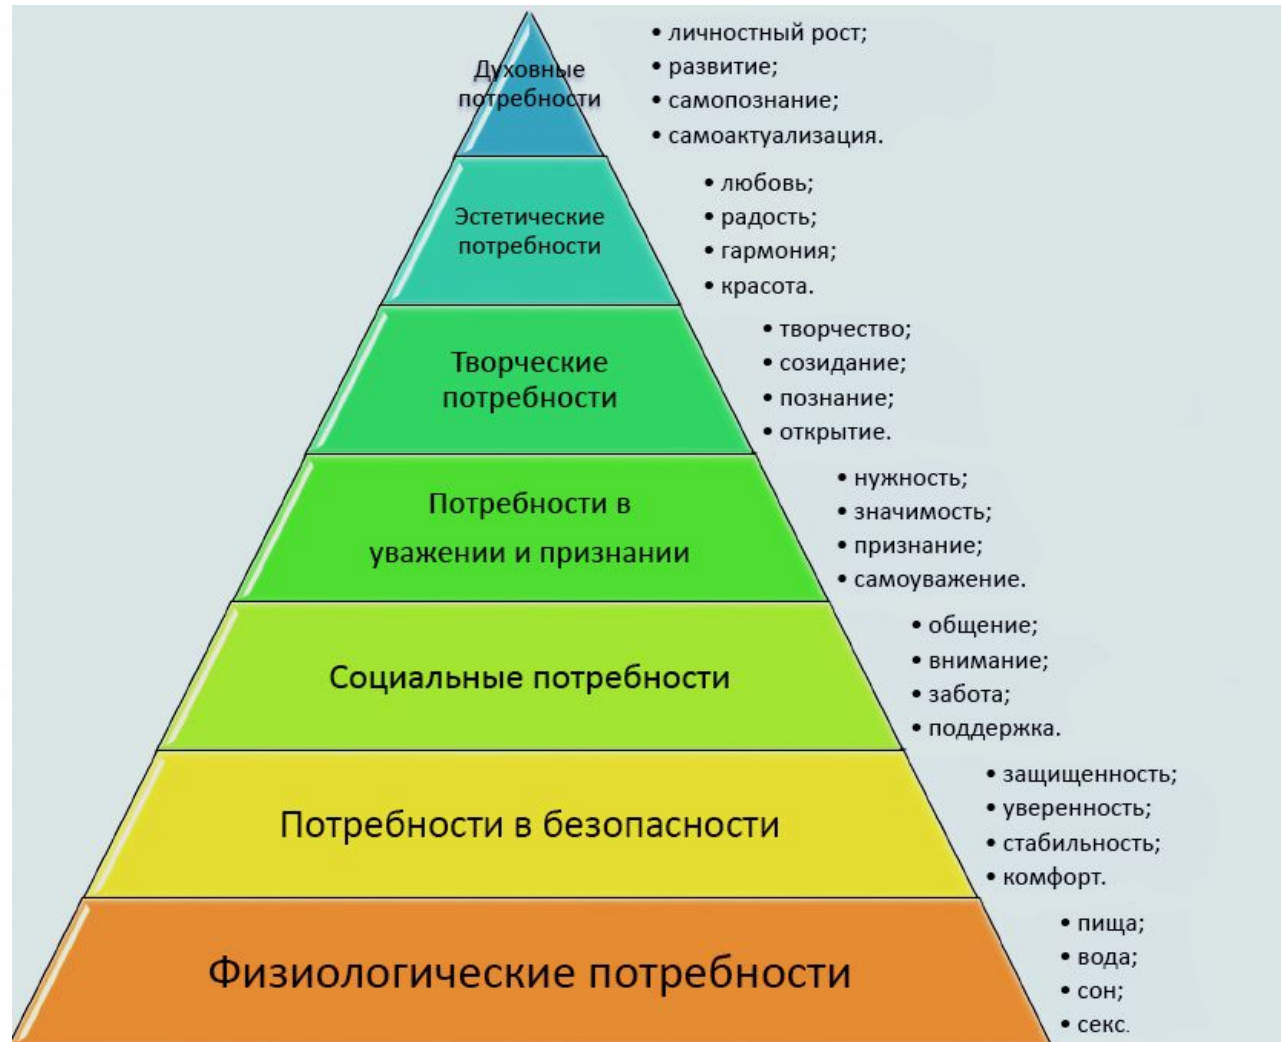 Духовные
потребности
• личностный рост;
• развитие;
• самопознание;
• самоактуализация.
Эстетические
потребности
• любовь;
• радость;
• гармония;
• красота.
Творческие
потребности
• творчество;
• созидание;
• познание;
• открытие.
Потребности в
уважении и признании
• нужность;
• значимость;
• признание;
• самоуважение.
Социальные потребности
• общение;
• внимание;
• забота;
• поддержка.
Потребности в безопасности
• защищенность;
• уверенность;
• стабильность;
• комфорт.
Физиологические потребности
• пища;
• вода;
• сон;
• секс.